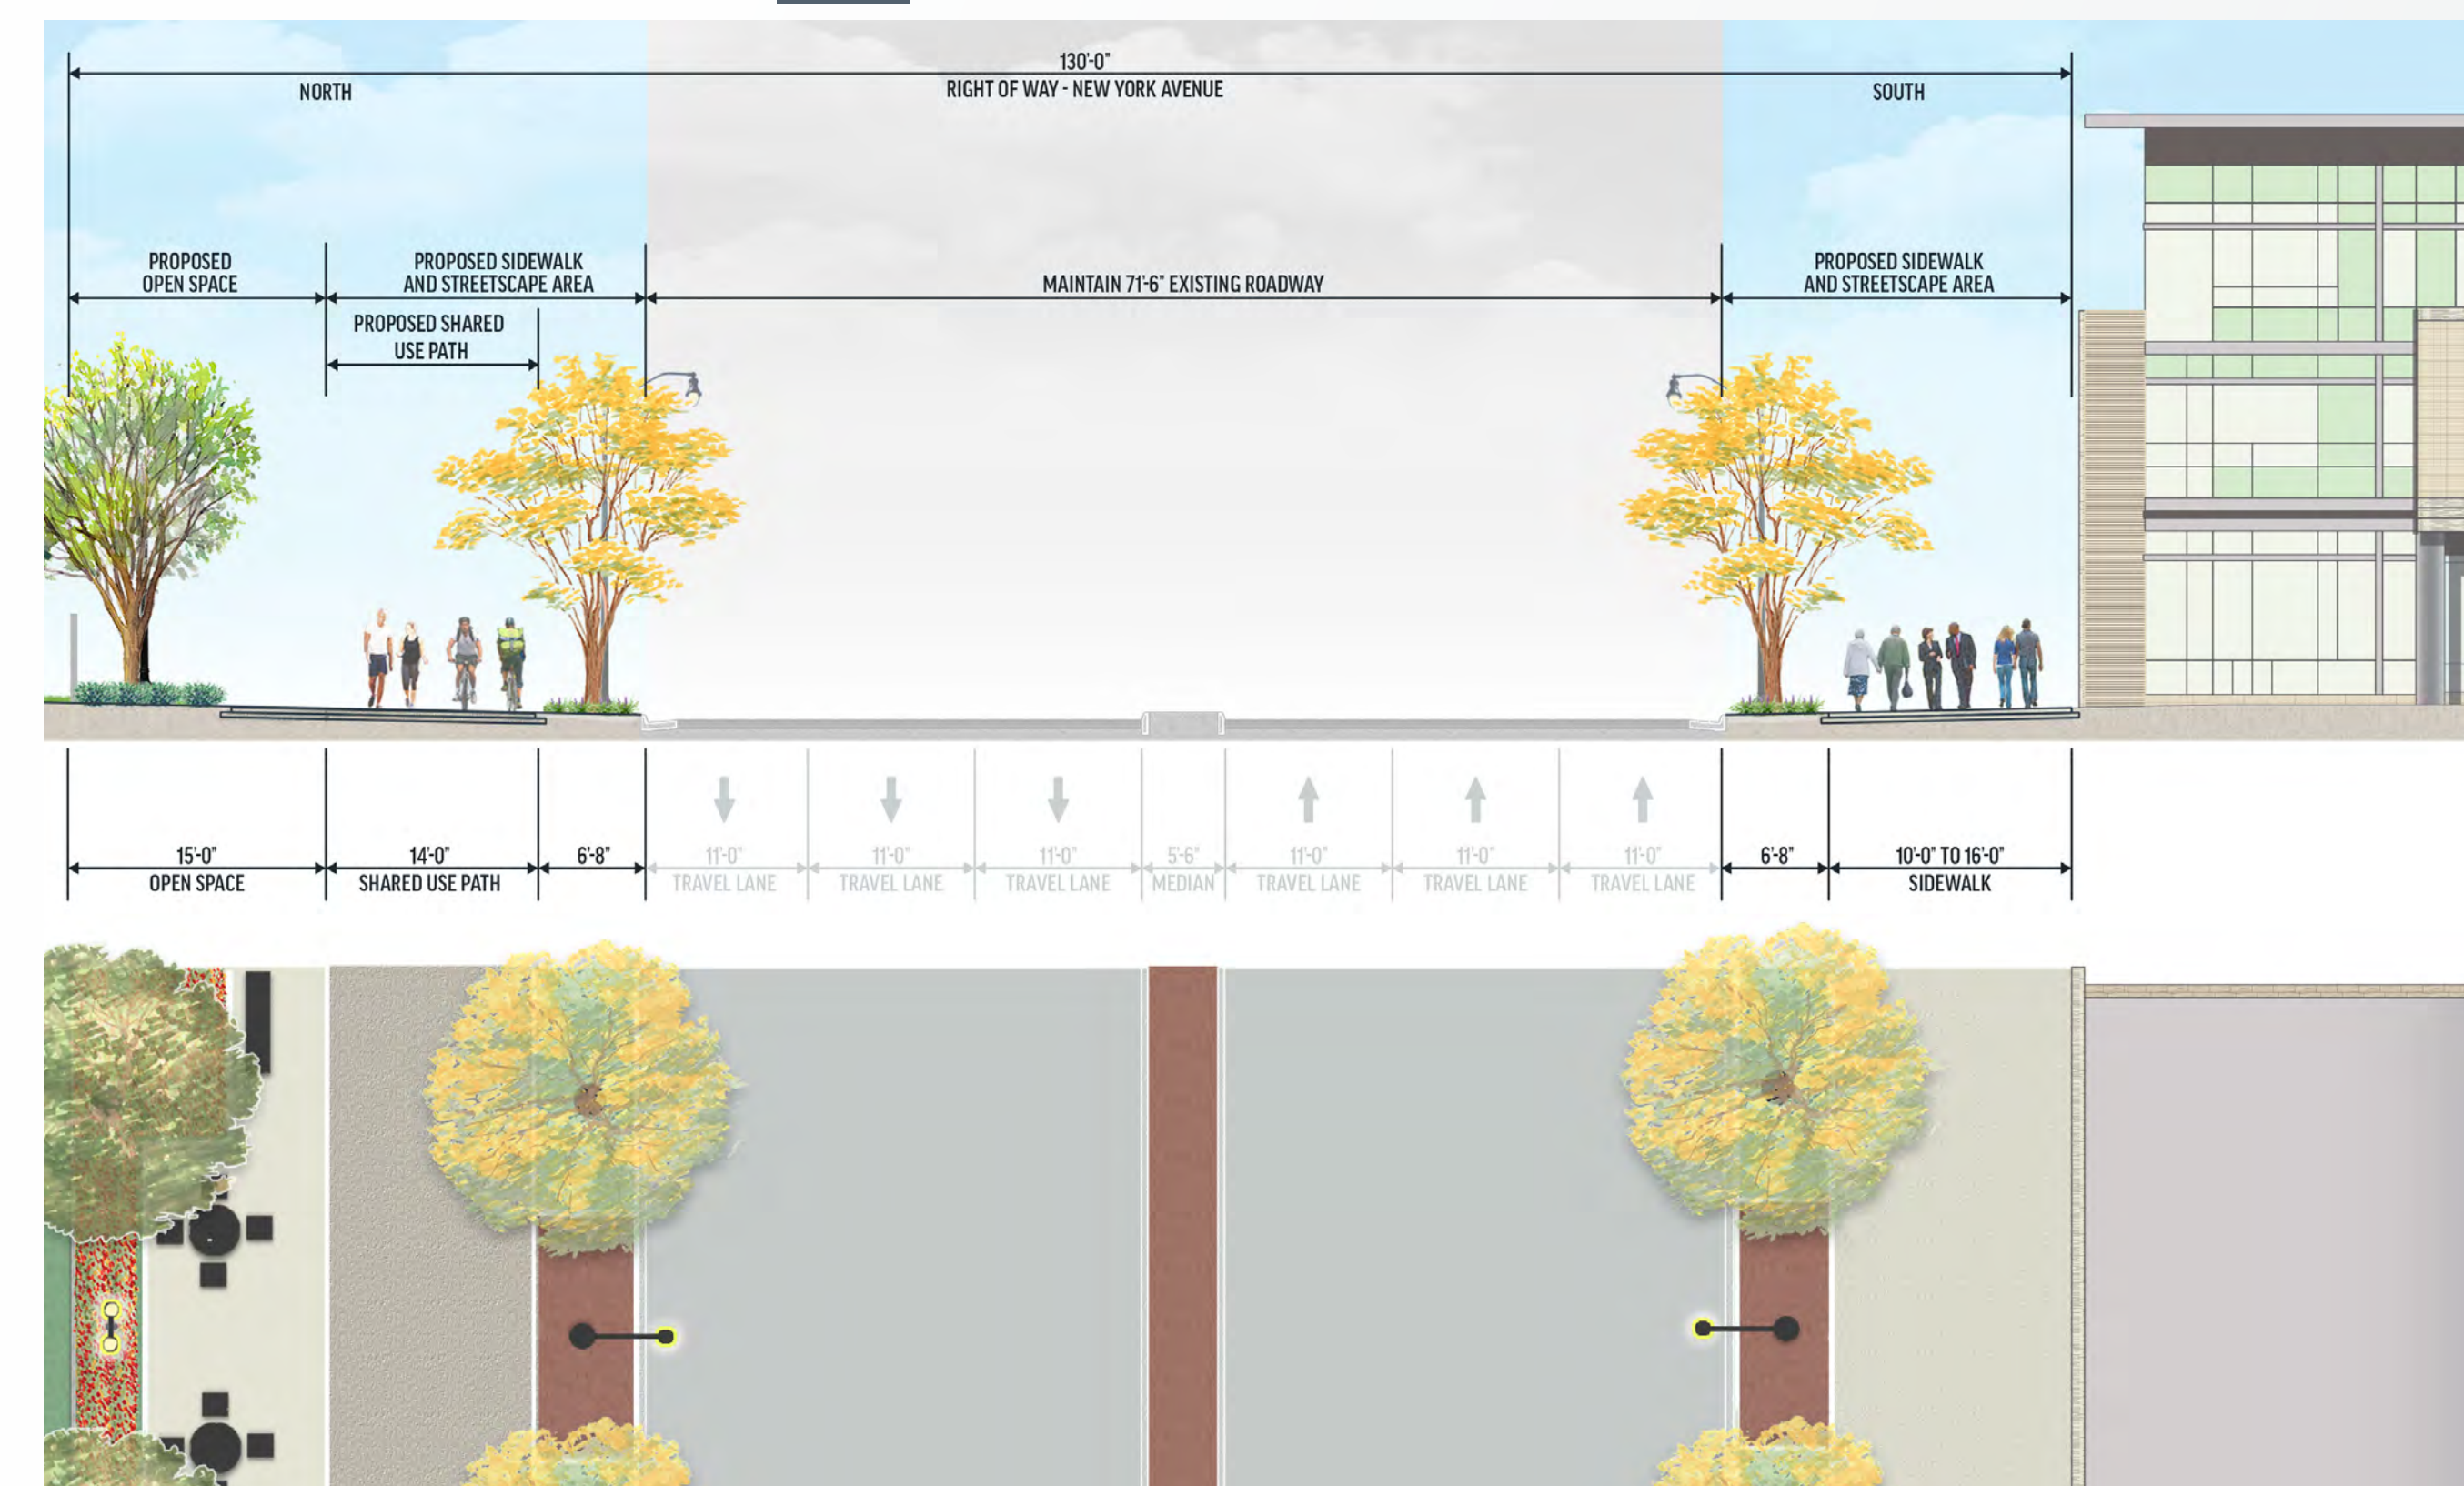 130'-0"
NORTH
RIGHT OF WAY - NEW YORK AVENUE
SOUTH
PROPOSED
OPEN SPACE
PROPOSED SIDEWALK
AND STREETSCAPE AREA
MAINTAIN 71'-6" EXISTING ROADWAY
PROPOSED SIDEWALK
AND STREETSCAPE AREA
PROPOSED SHARED
USE PATH
15'-0"
OPEN SPACE
14'-0"
SHARED USE PATH
6'-8"
11'-0"
TRAVEL LANE
11'-0"
TRAVEL LANE
11'-0"
TRAVEL LANE
5'-6"
MEDIAN
11'-0"
TRAVEL LANE
11'-0"
TRAVEL LANE
11'-0"
TRAVEL LANE
6'-8"
10'-0" TO 16'-0"
SIDEWALK